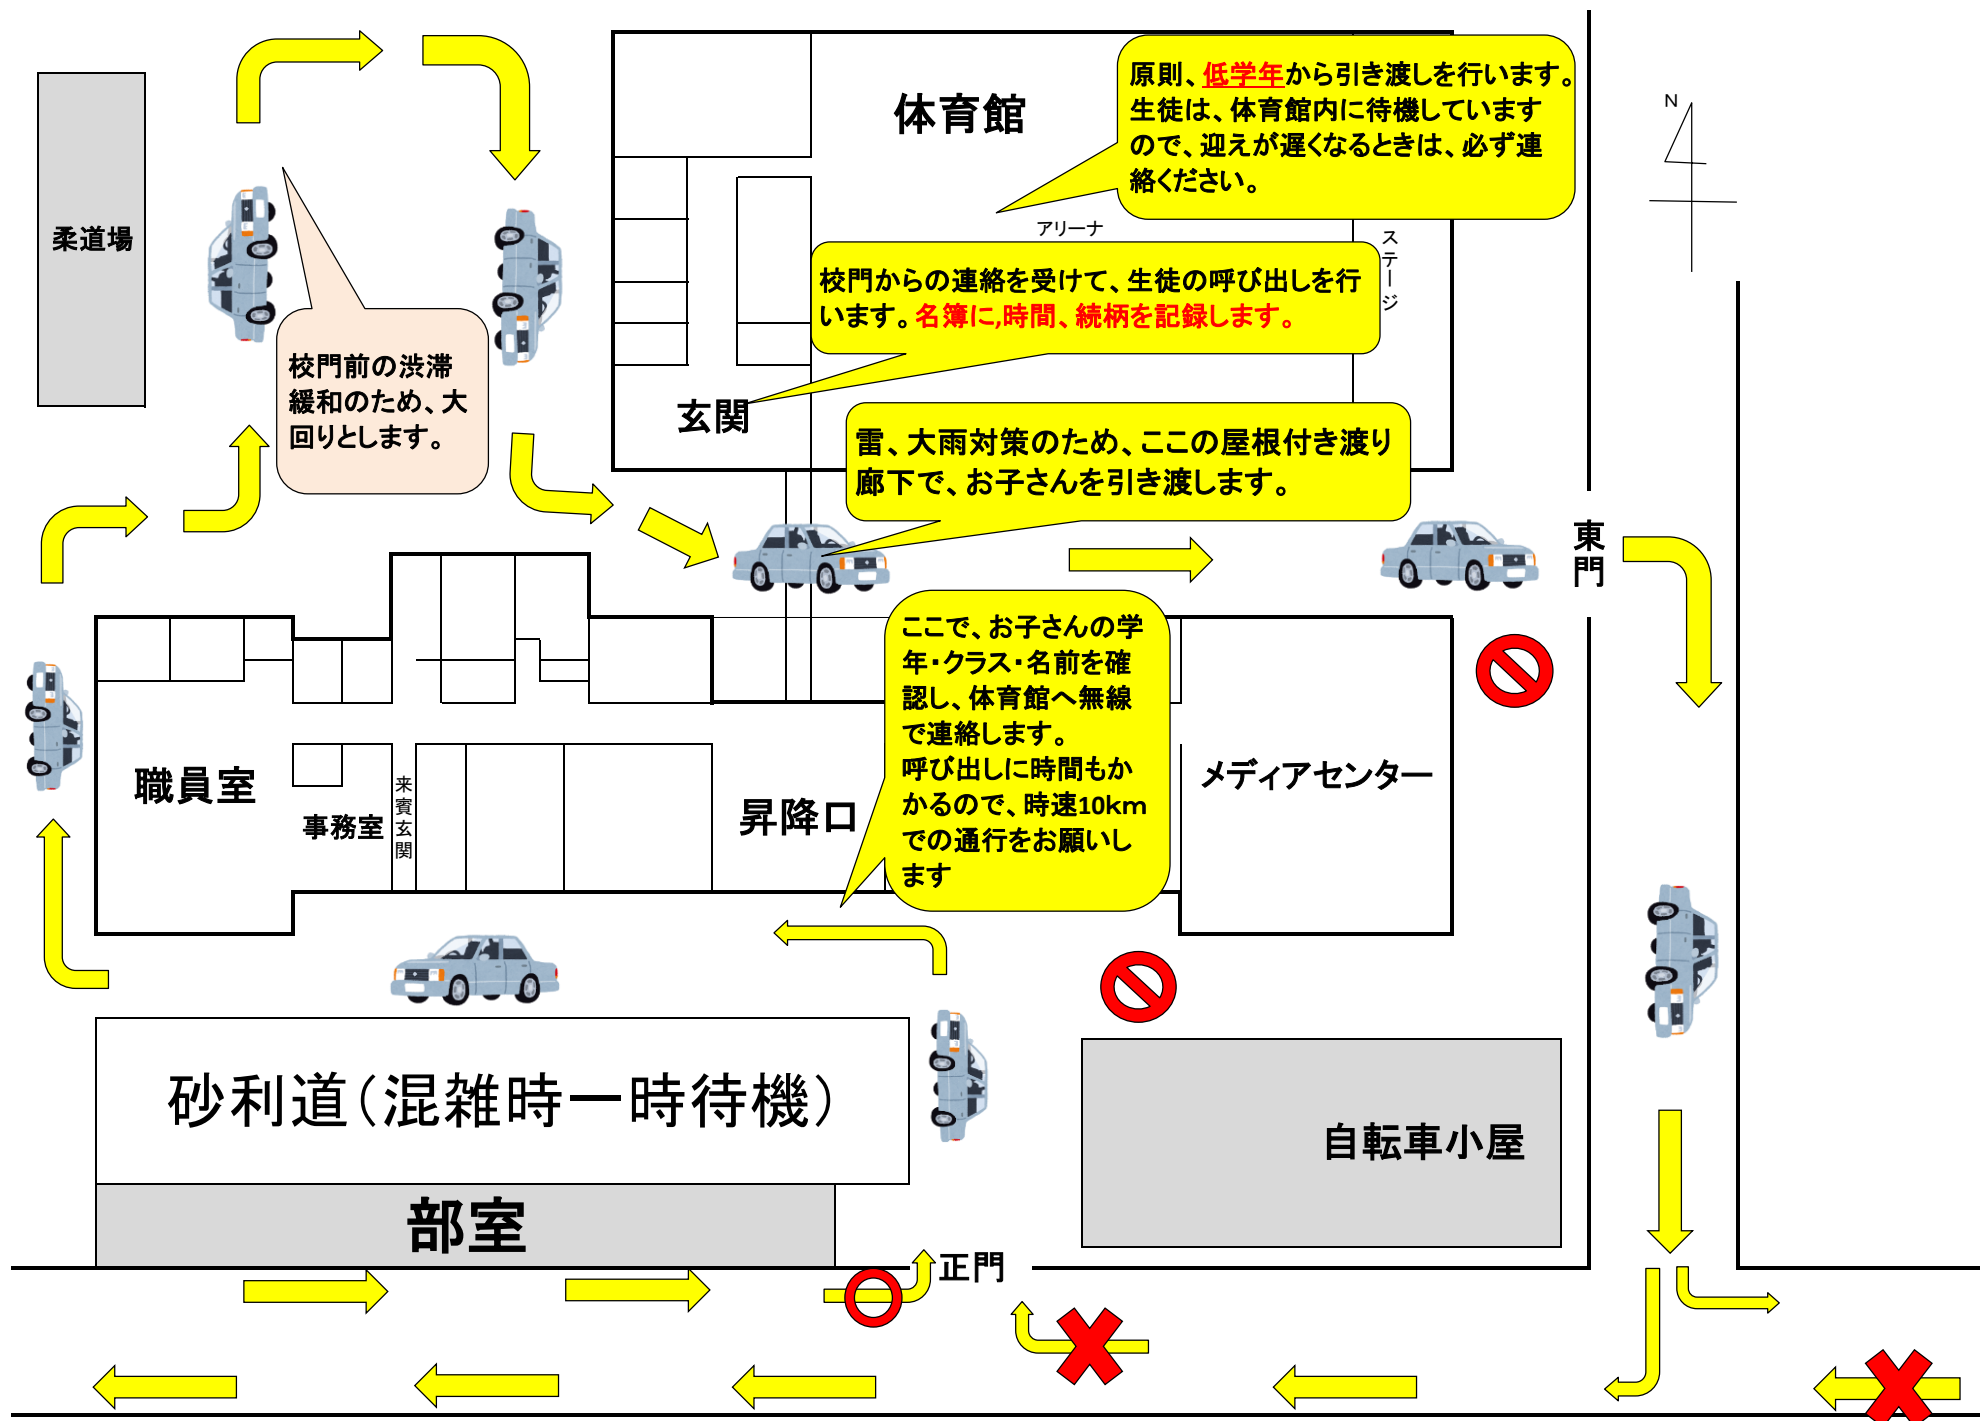 体育館
原則、低学年から引き渡しを行います。
生徒は、体育館内に待機しています
ので、迎えが遅くなるときは、必ず連
絡ください。
N
柔道場
アリーナ
ステージ
校門からの連絡を受けて、生徒の呼び出しを行
います。名簿に,時間、続柄を記録します。
校門前の渋滞
緩和のため、大
回りとします。
玄関
雷、大雨対策のため、ここの屋根付き渡り
廊下で、お子さんを引き渡します。
東門
ここで、お子さんの学
年・クラス・名前を確
認し、体育館へ無線
で連絡します。
呼び出しに時間もか
かるので、時速10km
での通行をお願いし
ます
職員室
事務室
来賓玄関
昇降口
メディアセンター
砂利道(混雑時一時待機)
自転車小屋
部室
正門